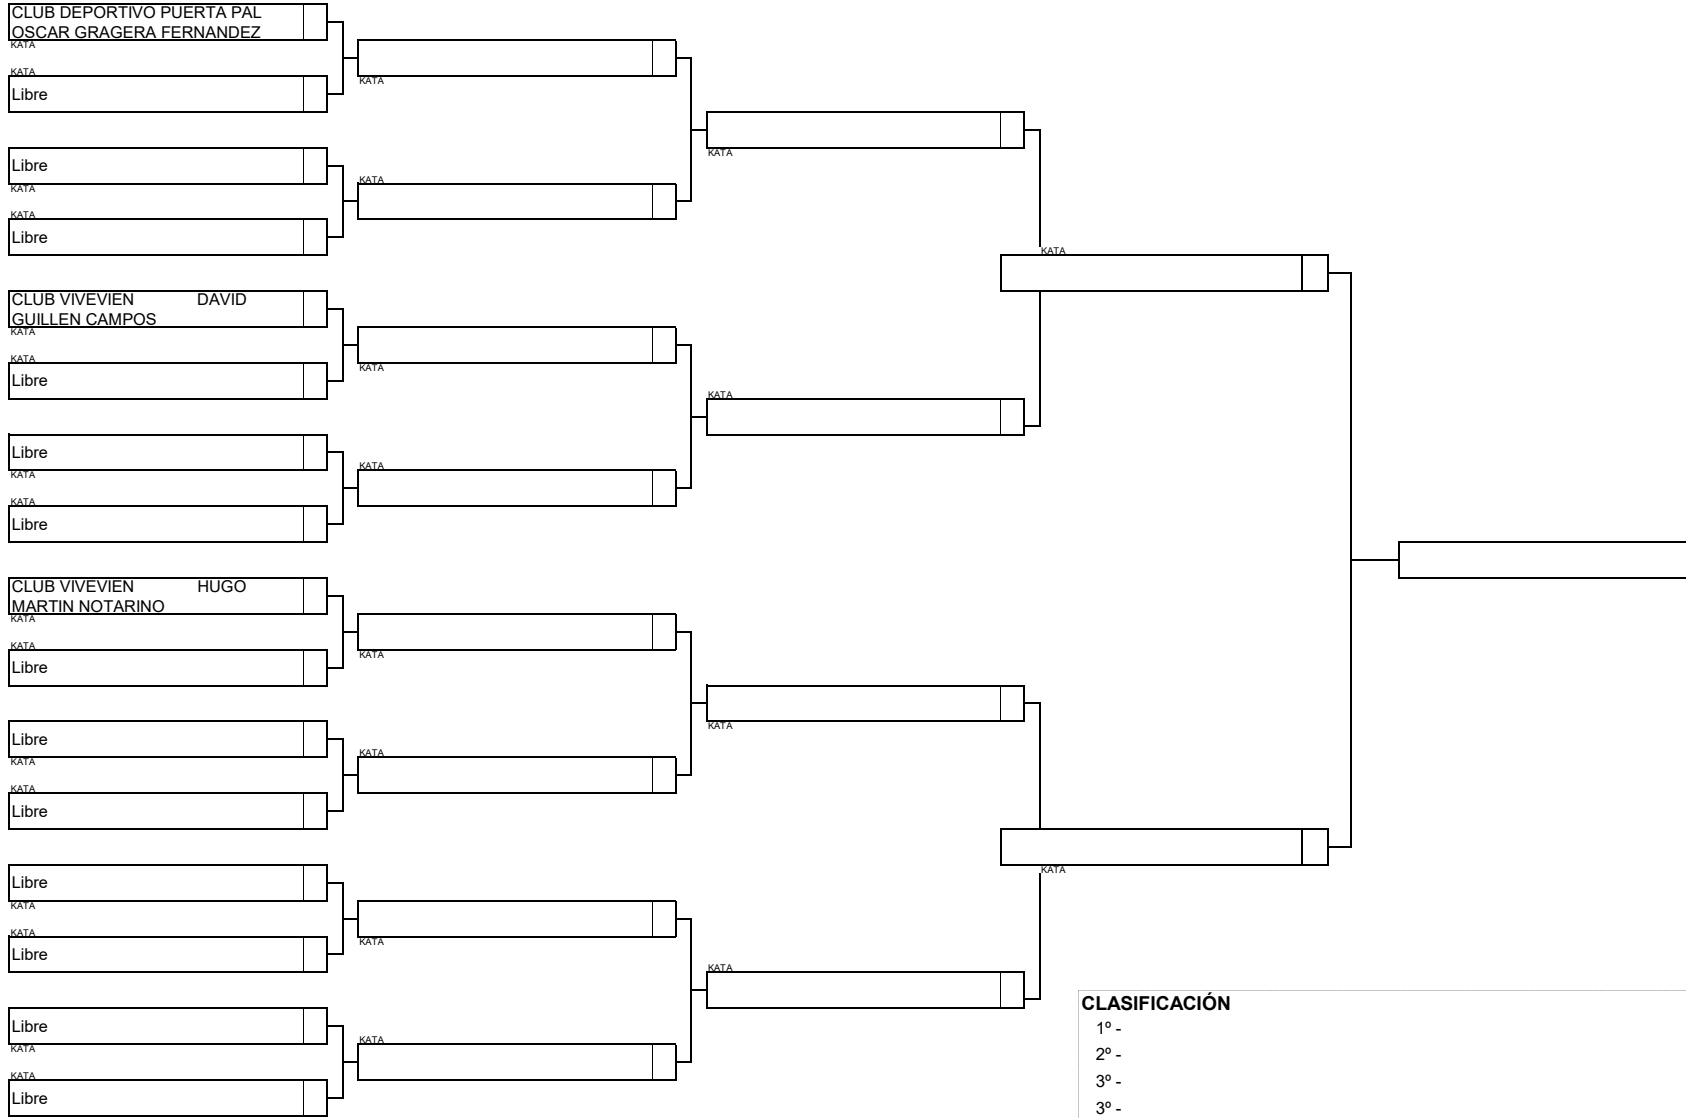 CLUB DEPORTIVO PUERTA PAL
OSCAR GRAGERA FERNANDEZ
KATA
KATA
Libre
Libre
KATA
KATA
Libre
CLUB VIVEVIEN DAVID
GUILLEN CAMPOS
KATA
KATA
Libre
Libre
KATA
KATA
Libre
CLUB VIVEVIEN HUGO
MARTIN NOTARINO
KATA
KATA
Libre
Libre
KATA
KATA
Libre
Libre
KATA
KATA
Libre
Libre
KATA
KATA
Libre
KATA
KATA
KATA
KATA
KATA
KATA
KATA
KATA
KATA
KATA
KATA
KATA
KATA
KATA
CLASIFICACIÓN
1º -
2º -
3º -
3º -